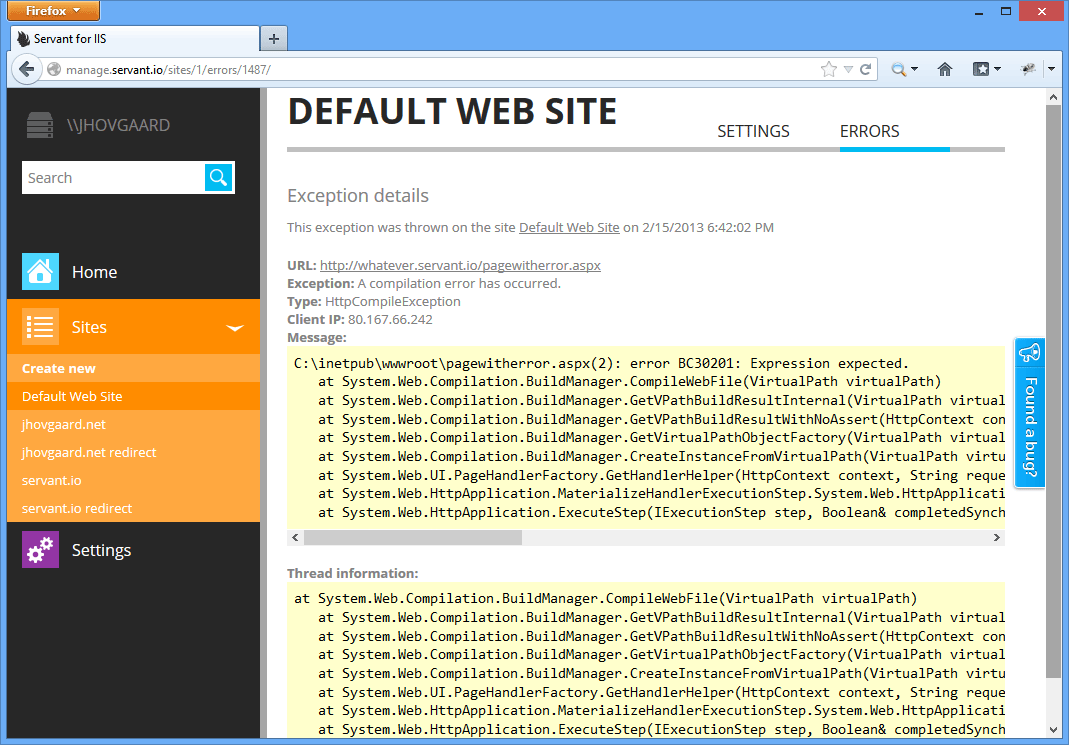 Firefox
Servant for IIS
manage.servant.io/sites/1/errors/1487/
\\JHOVGAARD
Search
Home
Sites
Create new
Default Web Site
jhovgaard.net
jhovgaard.net redirect
servant.io
servant.io redirect
Settings
DEFAULT WEB SITE
SETTINGS
ERRORS
Exception details
This exception was thrown on the site Default Web Site on 2/15/2013 6:42:02 PM
URL: http://whatever.servant.io/pagewitherror.aspx
Exception: A compilation error has occurred.
Type: HttpCompileException
Client IP: 80.167.66.242
Message:
C:\inetpub\wwwroot\pagewitherror.aspx(2): error BC30201: Expression expected.
at System.Web.Compilation.BuildManager.CompileWebFile(VirtualPath virtualPath)
at System.Web.Compilation.BuildManager.GetVPathBuildResultInternal(VirtualPath virtual
at System.Web.Compilation.BuildManager.GetVPathBuildResultWithNoAssert(HttpContext con
at System.Web.Compilation.BuildManager.GetVirtualPathObjectFactory(VirtualPath virtual
at System.Web.Compilation.BuildManager.CreateInstanceFromVirtualPath(VirtualPath virtu
at System.Web.UI.PageHandlerFactory.GetHandlerHelper(HttpContext context, String reque
at System.Web.HttpApplication.MaterializeHandlerExecutionStep.System.Web.HttpApplicati
at System.Web.HttpApplication.ExecuteStep(IExecutionStep step, Boolean& completedSynch
Thread information:
at System.Web.Compilation.BuildManager.CompileWebFile(VirtualPath virtualPath)
at System.Web.Compilation.BuildManager.GetVPathBuildResultInternal(VirtualPath virtual
at System.Web.Compilation.BuildManager.GetVPathBuildResultWithNoAssert(HttpContext con
at System.Web.Compilation.BuildManager.GetVirtualPathObjectFactory(VirtualPath virtual
at System.Web.Compilation.BuildManager.CreateInstanceFromVirtualPath(VirtualPath virtu
at System.Web.UI.PageHandlerFactory.GetHandlerHelper(HttpContext context, String reque
at System.Web.HttpApplication.MaterializeHandlerExecutionStep.System.Web.HttpApplicati
at System.Web.HttpApplication.ExecuteStep(IExecutionStep step, Boolean& completedSynch
Found a bug?